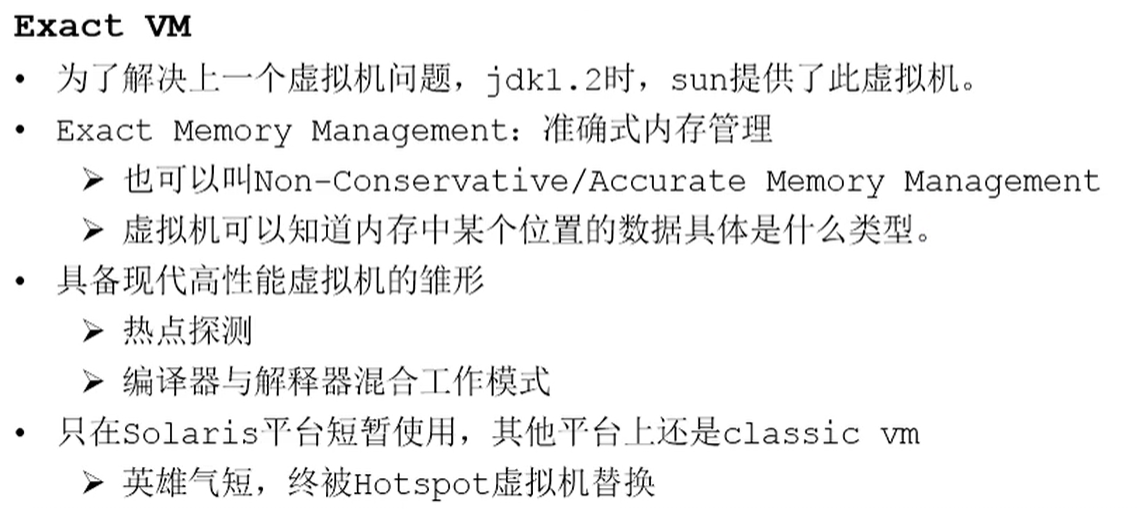 Exact VM
• 为了解决上一个虚拟机问题，jdk1.2时，sun提供了此虚拟机。
• Exact Memory Management：准确式内存管理
➢ 也可以叫Non-Conservative/Accurate Memory Management
➢ 虚拟机可以知道内存中某个位置的数据具体是什么类型。
• 具备现代高性能虚拟机的雏形
➢ 热点探测
➢ 编译器与解释器混合工作模式
• 只在Solaris平台短暂使用，其他平台上还是classic vm
➢ 英雄气短，终被Hotspot虚拟机替换